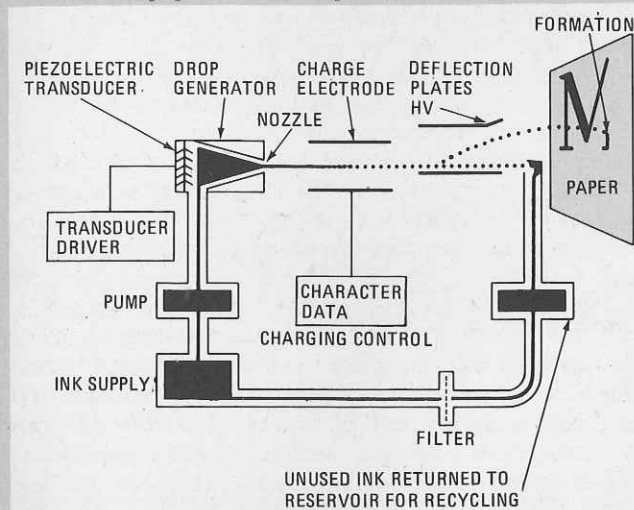 FORMATION
PIEZOELECTRIC
TRANSDUCER
DROP
GENERATOR
NOZZLE
CHARGE
ELECTRODE
DEFLECTION
PLATES
HV
M
PAPER
TRANSDUCER
DRIVER
PUMP
CHARACTER
DATA
CHARGING CONTROL
INK SUPPLY
FILTER
UNUSED INK RETURNED TO
RESERVOIR FOR RECYCLING